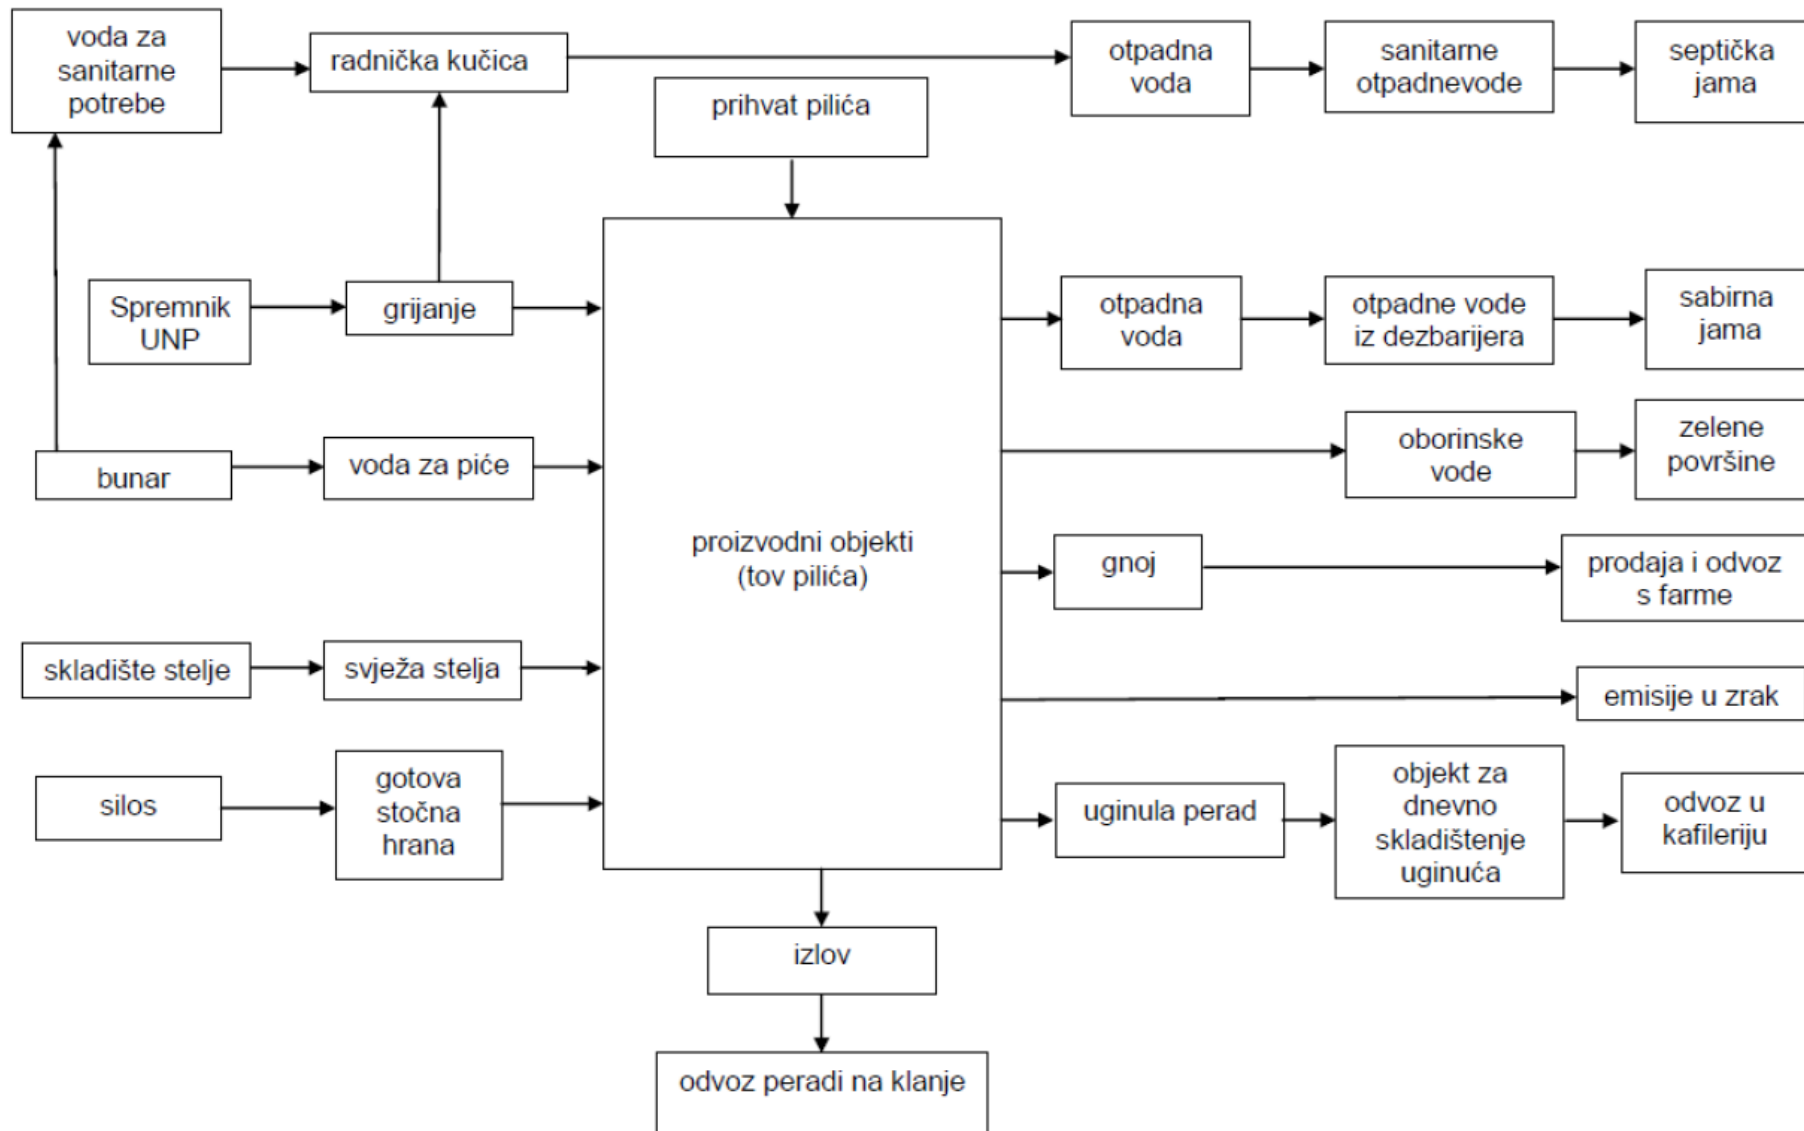 voda za
sanitarne
potrebe
radnička kučica
otpadna
voda
sanitarne
otpadnevode
septička
jama
prihvat pilića
Spremnik
UNP
grijanje
otpadna
voda
otpadne vode
iz dezbarijera
sabirna
jama
bunar
voda za piće
oborinske
vode
zelene
površine
proizvodni objekti
(tov pilića)
gnoj
prodaja i odvoz
s farme
skladište stelje
svježa stelja
emisije u zrak
silos
gotova
stočna
hrana
uginula perad
objekt za
dnevno
skladištenje
uginuća
odvoz u
kafileriju
izlov
odvoz peradi na klanje